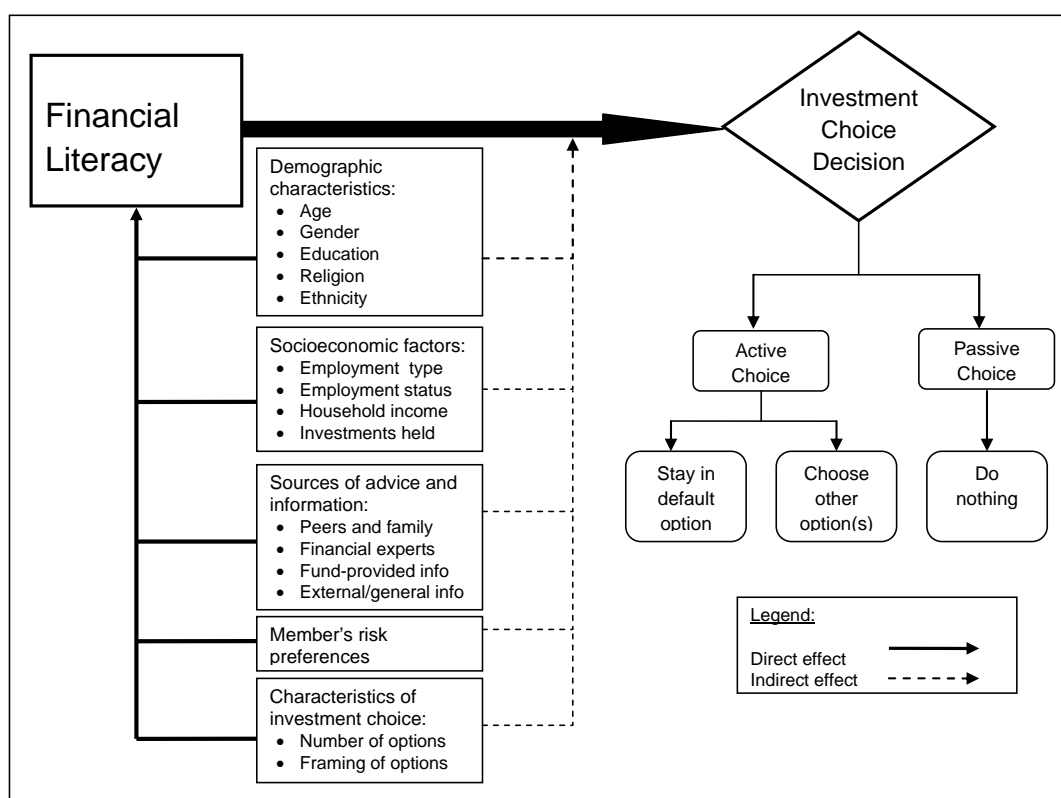 Financial
Literacy
Investment
Choice
Decision
Demographic
characteristics:
• Age
• Gender
• Education
• Religion
• Ethnicity
Socioeconomic factors:
• Employment type
• Employment status
• Household income
• Investments held
Sources of advice and
information:
• Peers and family
• Financial experts
• Fund-provided info
• External/general info
Member's risk
preferences
Characteristics of
investment choice:
• Number of options
• Framing of options
Active
Choice
Passive
Choice
Stay in
default
option
Choose
other
option(s)
Do
nothing
Legend:
Direct effect
Indirect effect